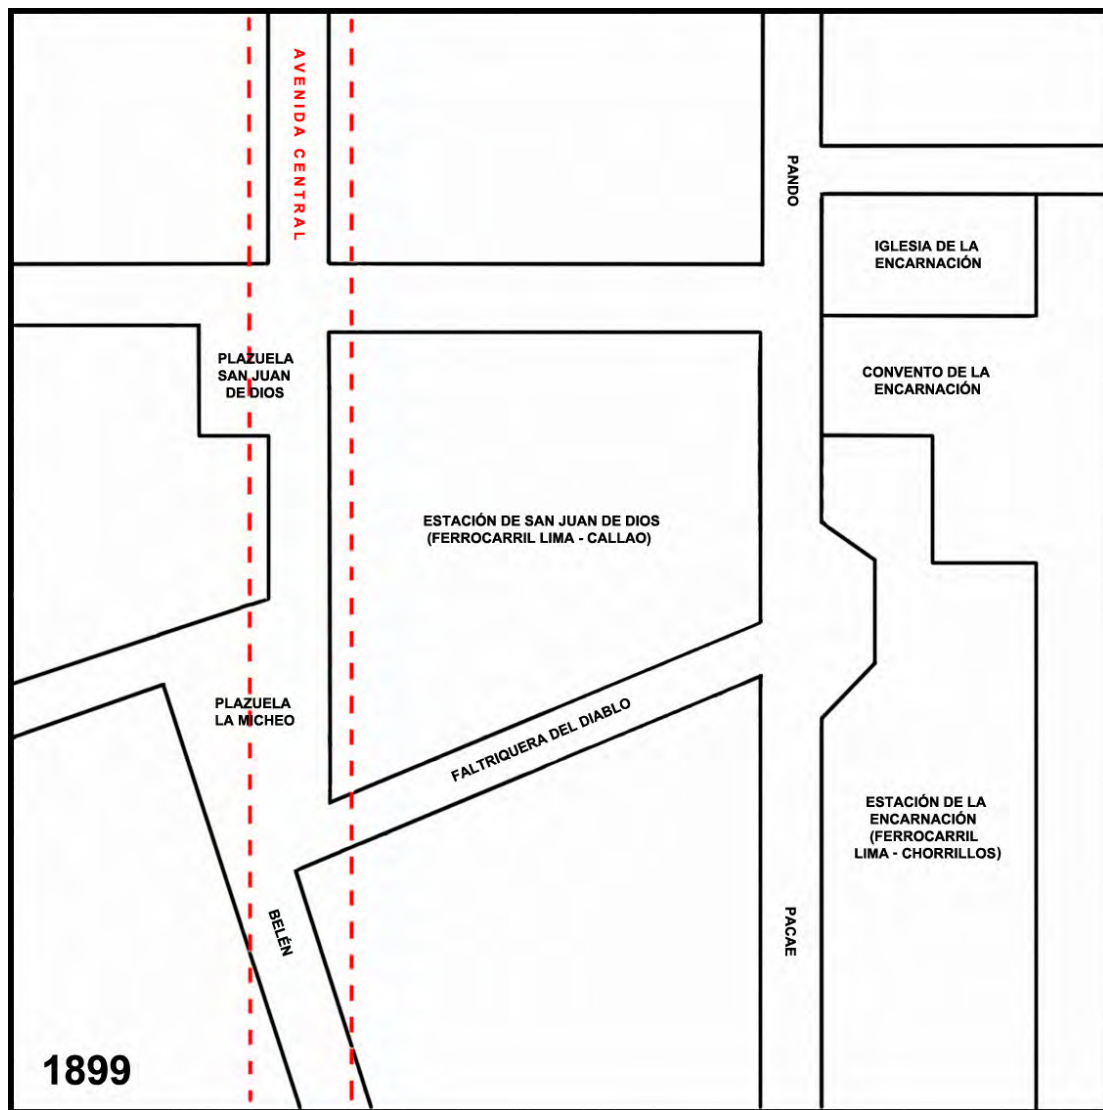 AVENIDA CENTRAL
PANDO
IGLESIA DE LA
ENCARNACIÓN
PLAZUELA
SAN JUAN
DE DIOS
CONVENTO DE LA
ENCARNACIÓN
ESTACIÓN DE SAN JUAN DE DIOS
(FERROCARRIL LIMA - CALLAO)
PLAZUELA
LA MICHEO
FALTRIQUERA DEL DIABLO
ESTACIÓN DE LA
ENCARNACIÓN
(FERROCARRIL
LIMA - CHORRILLOS)
BELÉN
PACAE
1899